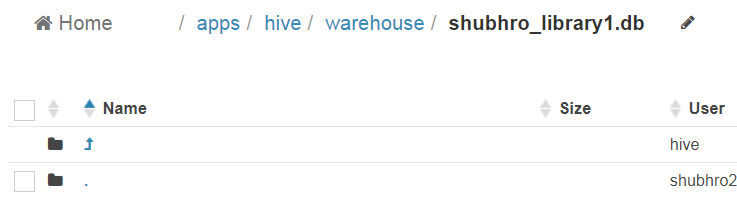 Home / apps / hive / warehouse / shubhro_library1.db
Name Size User
hive
. shubhro2